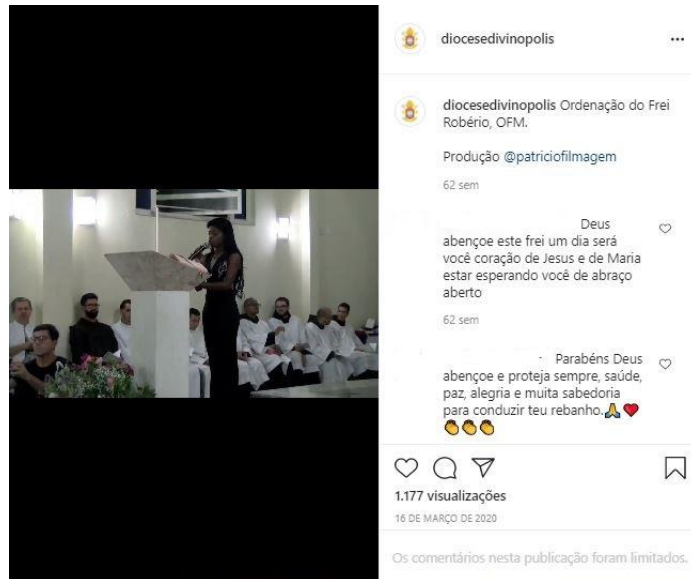 diocesedivinopolis
diocesedivinopolis Ordenação do Frei
Robério, OFM.
Produção @patriciofilmagem
62 sem
Deus
abençoe este frei um dia será
você coração de Jesus e de Maria
estar esperando você de abraço
aberto
62 sem
Parabéns Deus
abençoe e proteja sempre, saúde,
paz, alegria e muita sabedoria
para conduzir teu rebanho.🙏❤️
👏👏👏
1.177 visualizações
16 DE MARÇO DE 2020
Os comentários nesta publicação foram limitados.